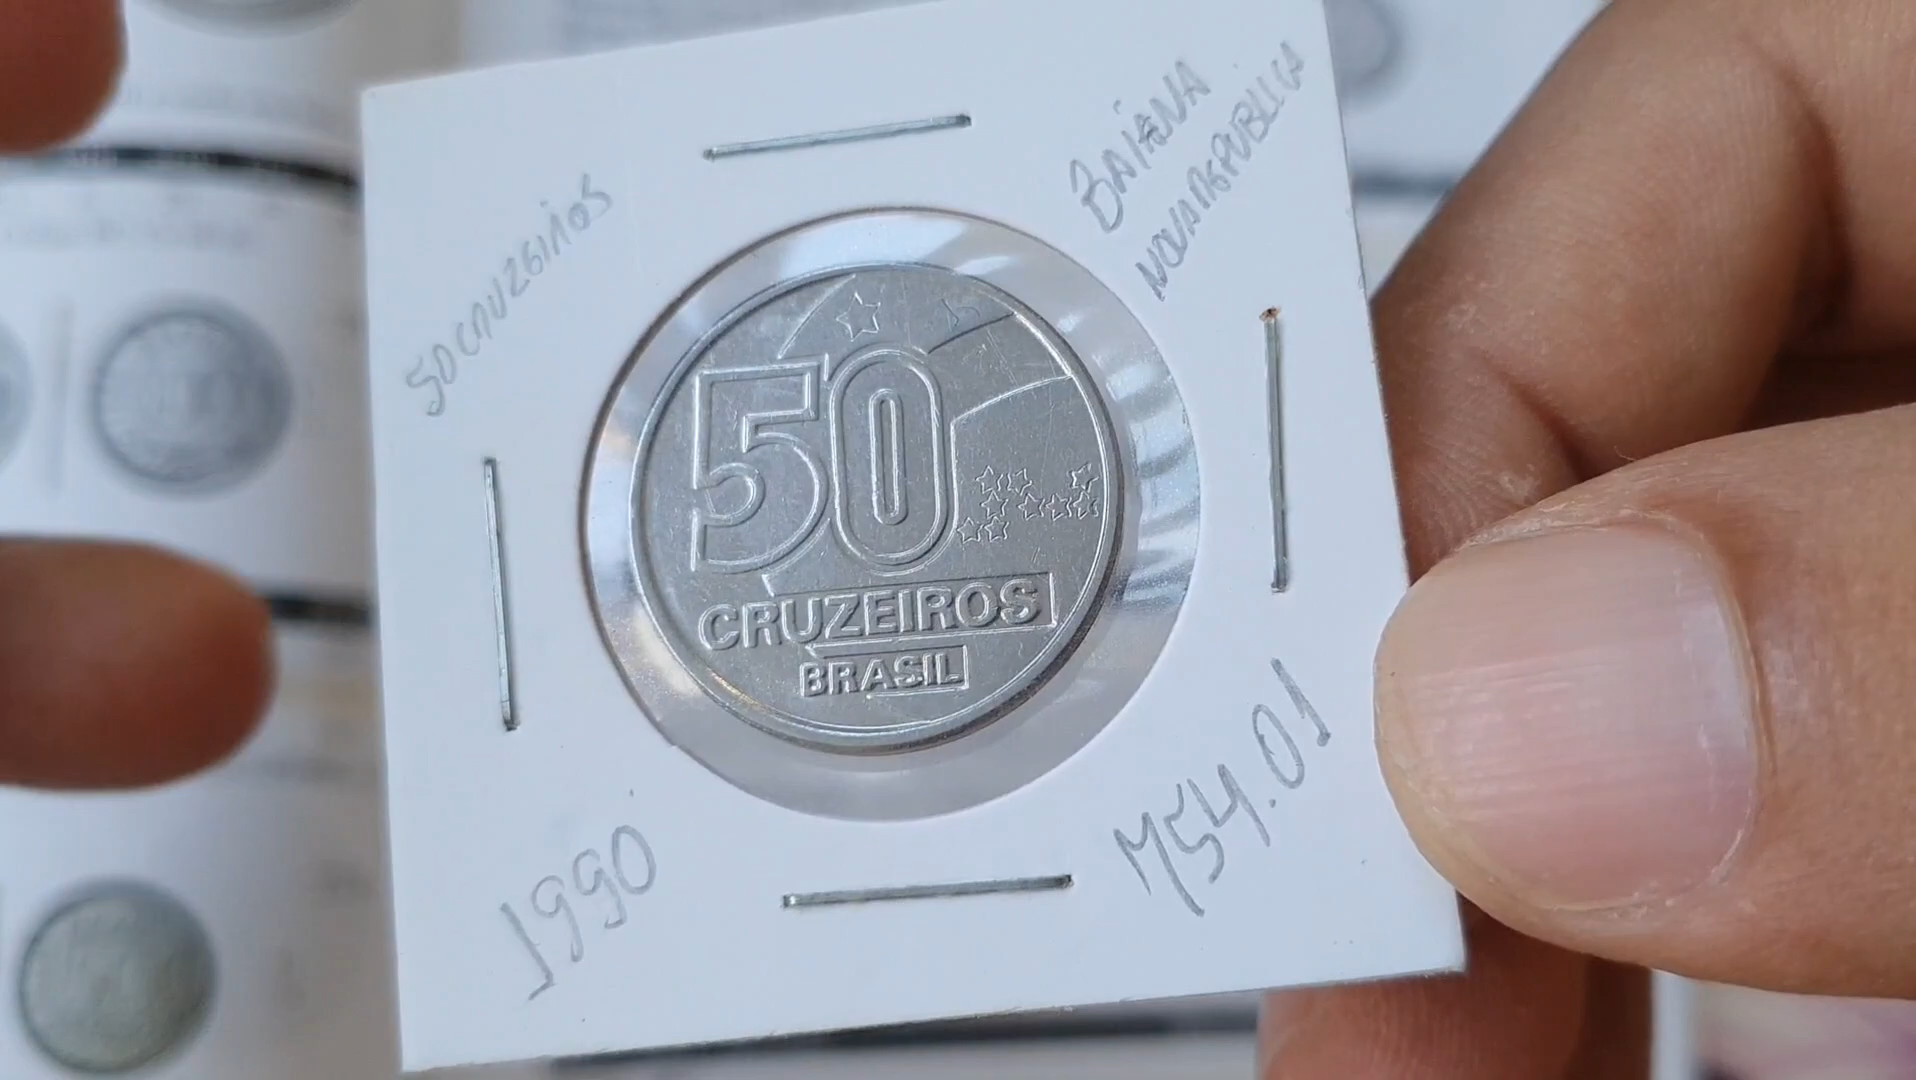 50 CRUZEIROS
BAIANA
NOVA REPÚBLICA
50
CRUZEIROS
BRASIL
1990
M54.01